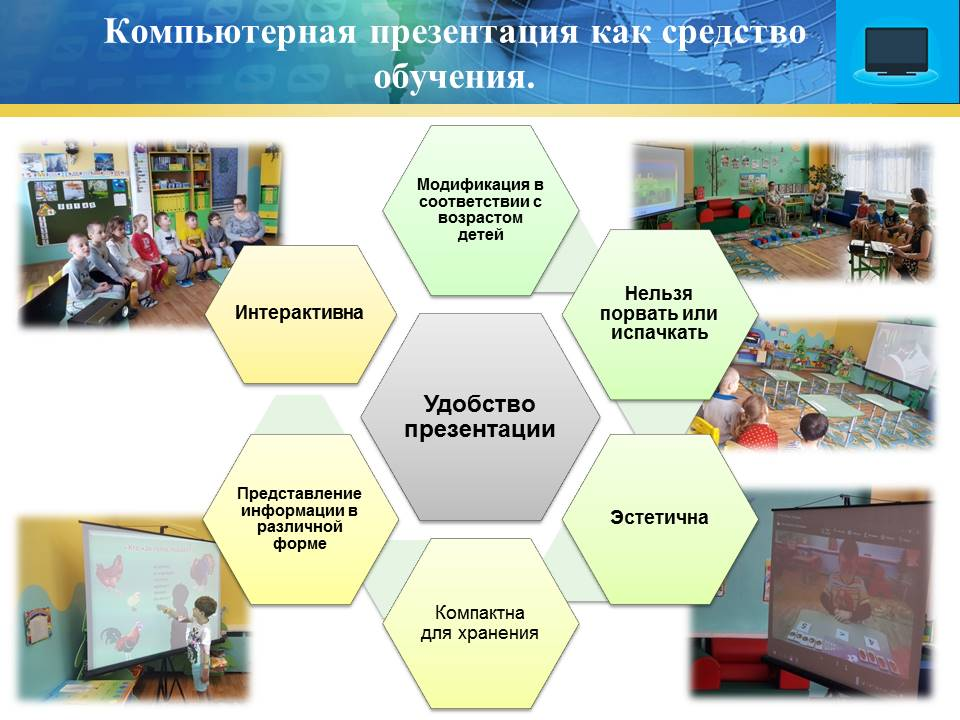 Компьютерная презентация как средство
обучения.
Модификация в
соответствии с
возрастом
детей
Интерактивна
Нельзя
порвать или
испачкать
Удобство
презентации
Представление
информации в
различной
форме
Эстетична
Компактна
для хранения